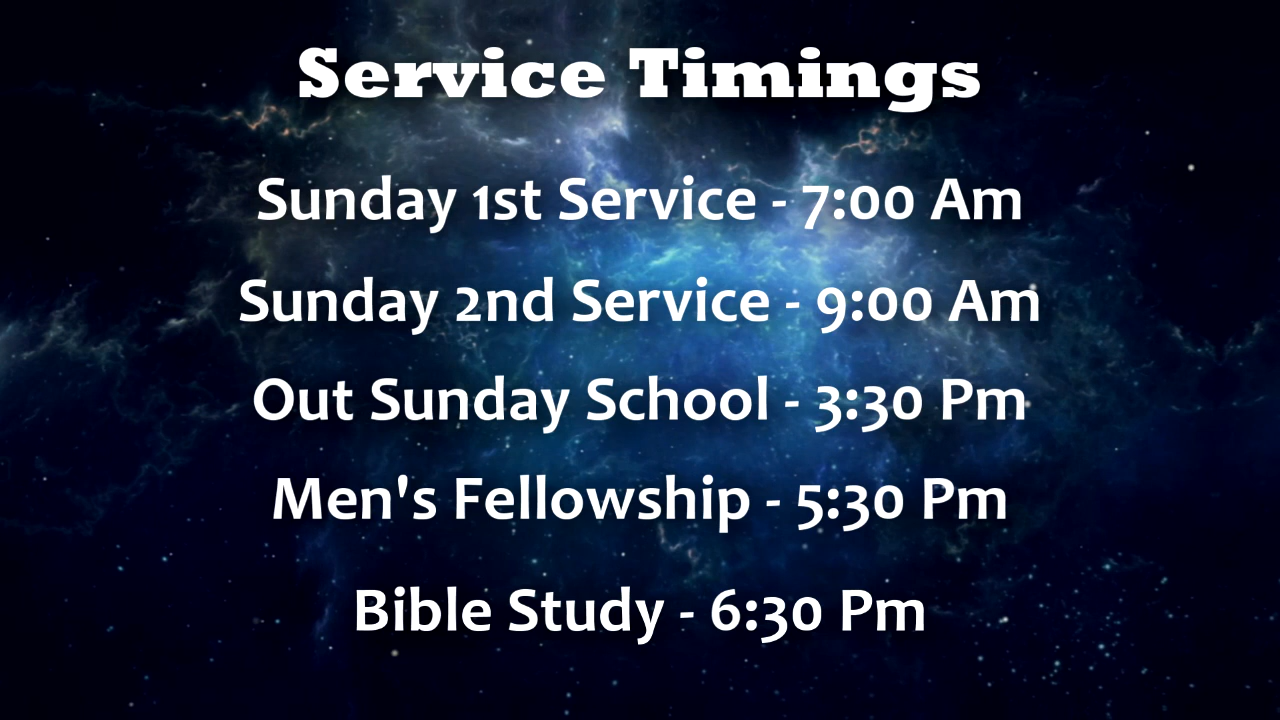 Service Timings
Sunday 1st Service - 7:00 Am
Sunday 2nd Service - 9:00 Am
Out Sunday School - 3:30 Pm
Men's Fellowship - 5:30 Pm
Bible Study - 6:30 Pm